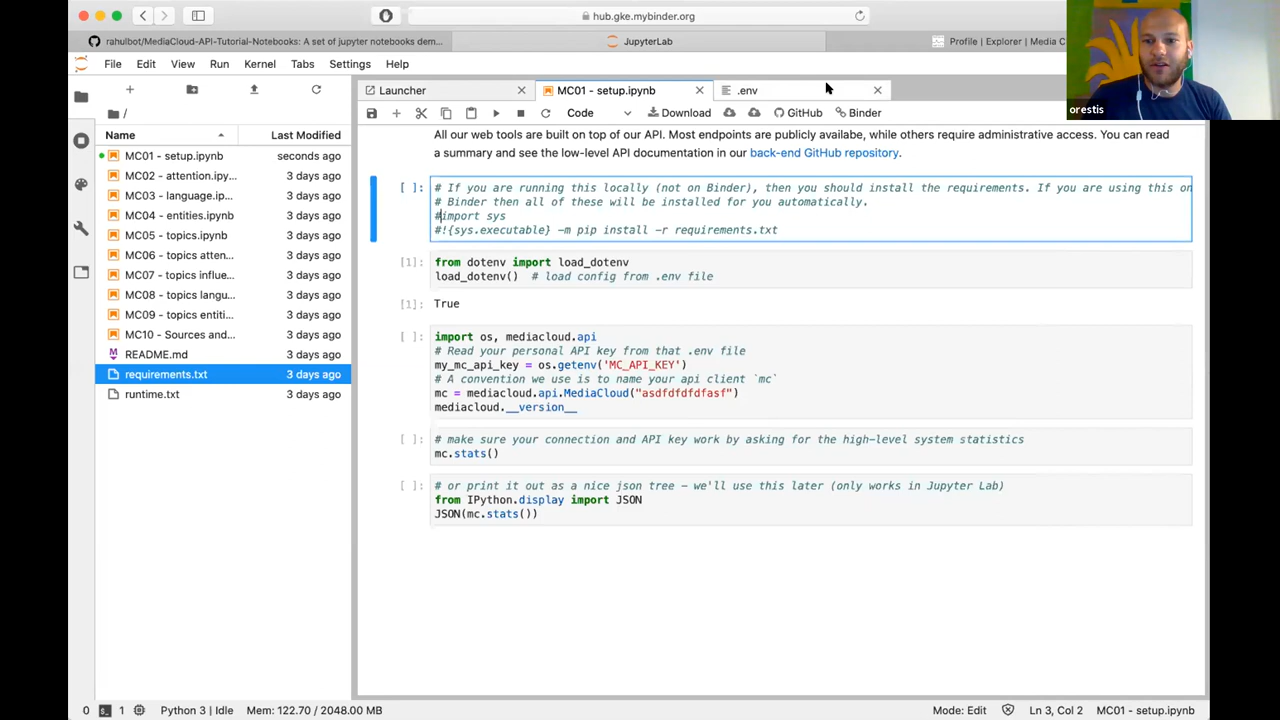 hub.gke.mybinder.org
rahulbot/MediaCloud-API-Tutorial-Notebooks: A set of jupyter notebooks dem...
JupyterLab
Profile | Explorer | Media C
orestis
File Edit View Run Kernel Tabs Settings Help
Launcher
MC01 - setup.ipynb
.env
Code
Download
GitHub
Binder
/
Name
Last Modified
MC01 - setup.ipynb seconds ago
MC02 - attention.ipy... 3 days ago
MC03 - language.ip... 3 days ago
MC04 - entities.ipynb 3 days ago
MC05 - topics.ipynb 3 days ago
MC06 - topics atten... 3 days ago
MC07 - topics influe... 3 days ago
MC08 - topics langu... 3 days ago
MC09 - topics entiti... 3 days ago
MC10 - Sources and... 3 days ago
README.md 3 days ago
requirements.txt 3 days ago
runtime.txt 3 days ago
All our web tools are built on top of our API. Most endpoints are publicly availabe, while others require administrative access. You can read
a summary and see the low-level API documentation in our back-end GitHub repository.
[ ]: # If you are running this locally (not on Binder), then you should install the requirements. If you are using this on
# Binder then all of these will be installed for you automatically.
#import sys
#!{sys.executable} -m pip install -r requirements.txt
[1]: from dotenv import load_dotenv
load_dotenv()  # load config from .env file
[1]: True
[ ]: import os, mediacloud.api
# Read your personal API key from that .env file
my_mc_api_key = os.getenv('MC_API_KEY')
# A convention we use is to name your api client `mc`
mc = mediacloud.api.MediaCloud("asdfdfdfdfasf")
mediacloud.__version__
[ ]: # make sure your connection and API key work by asking for the high-level system statistics
mc.stats()
[ ]: # or print it out as a nice json tree - we'll use this later (only works in Jupyter Lab)
from IPython.display import JSON
JSON(mc.stats())
0 1 Python 3 | Idle Mem: 122.70 / 2048.00 MB
Mode: Edit Ln 3, Col 2 MC01 - setup.ipynb